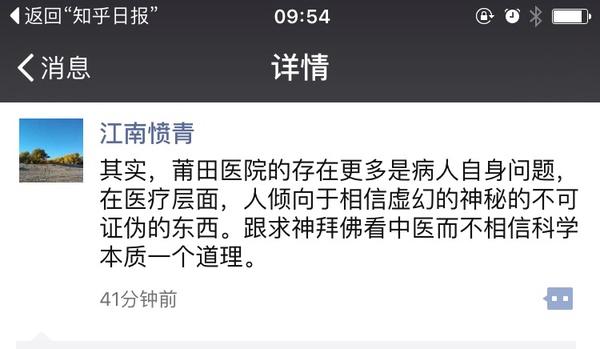 返回“知乎日报”
09:54
消息
详情
江南愤青
其实，莆田医院的存在更多是病人自身问题，
在医疗层面，人倾向于相信虚幻的神秘的不可
证伪的东西。跟求神拜佛看中医而不相信科学
本质一个道理。
41分钟前